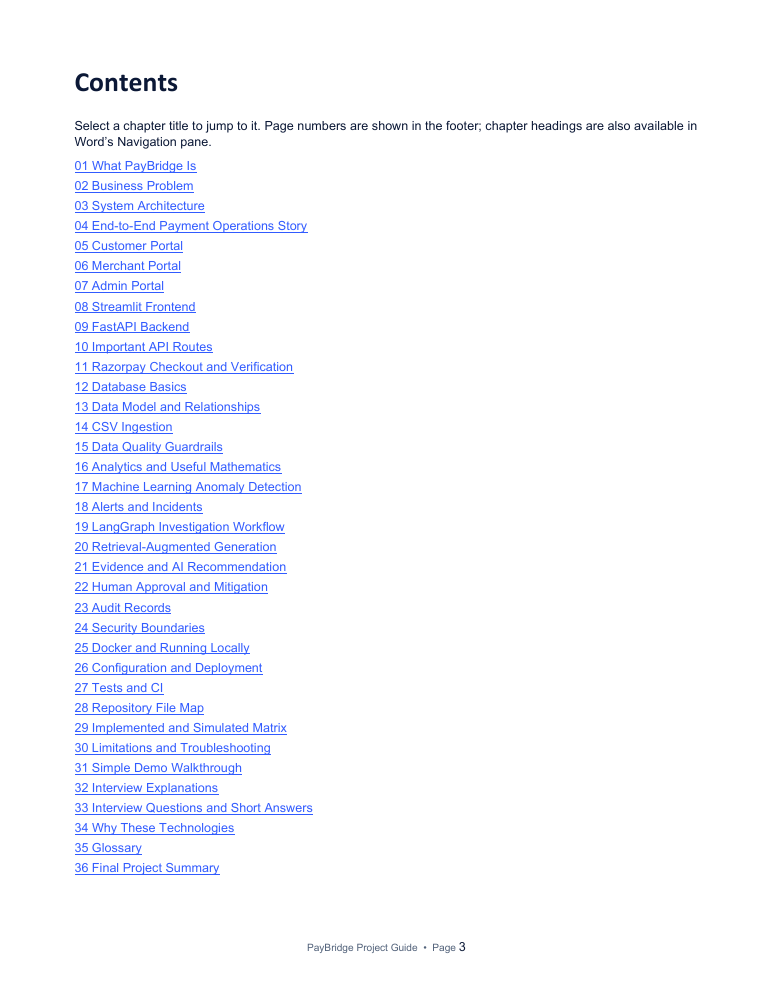 Contents
Select a chapter title to jump to it. Page numbers are shown in the footer; chapter headings are also available in
Word’s Navigation pane.
01 What PayBridge Is
02 Business Problem
03 System Architecture
04 End-to-End Payment Operations Story
05 Customer Portal
06 Merchant Portal
07 Admin Portal
08 Streamlit Frontend
09 FastAPI Backend
10 Important API Routes
11 Razorpay Checkout and Verification
12 Database Basics
13 Data Model and Relationships
14 CSV Ingestion
15 Data Quality Guardrails
16 Analytics and Useful Mathematics
17 Machine Learning Anomaly Detection
18 Alerts and Incidents
19 LangGraph Investigation Workflow
20 Retrieval-Augmented Generation
21 Evidence and AI Recommendation
22 Human Approval and Mitigation
23 Audit Records
24 Security Boundaries
25 Docker and Running Locally
26 Configuration and Deployment
27 Tests and CI
28 Repository File Map
29 Implemented and Simulated Matrix
30 Limitations and Troubleshooting
31 Simple Demo Walkthrough
32 Interview Explanations
33 Interview Questions and Short Answers
34 Why These Technologies
35 Glossary
36 Final Project Summary
PayBridge Project Guide • Page 3